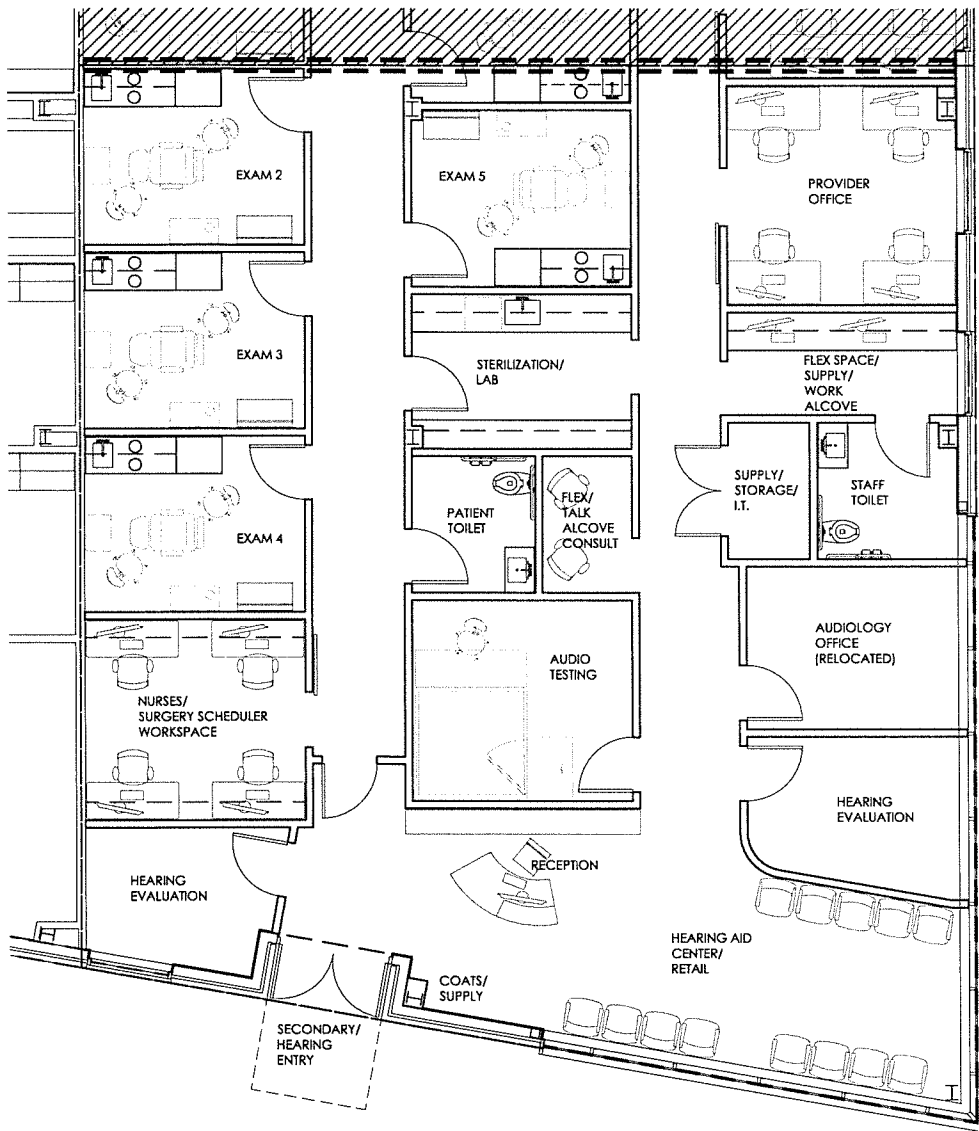 EXAM 2
EXAM 5
PROVIDER
OFFICE
EXAM 3
STERILIZATION/
LAB
FLEX SPACE/
SUPPLY/
WORK
ALCOVE
EXAM 4
PATIENT
TOILET
FLEX/
TALK
ALCOVE
CONSULT
SUPPLY/
STORAGE/
I.T.
STAFF
TOILET
NURSES/
SURGERY SCHEDULER
WORKSPACE
AUDIO
TESTING
AUDIOLOGY
OFFICE
(RELOCATED)
HEARING
EVALUATION
RECEPTION
HEARING
EVALUATION
HEARING AID
CENTER/
RETAIL
COATS/
SUPPLY
SECONDARY/
HEARING
ENTRY